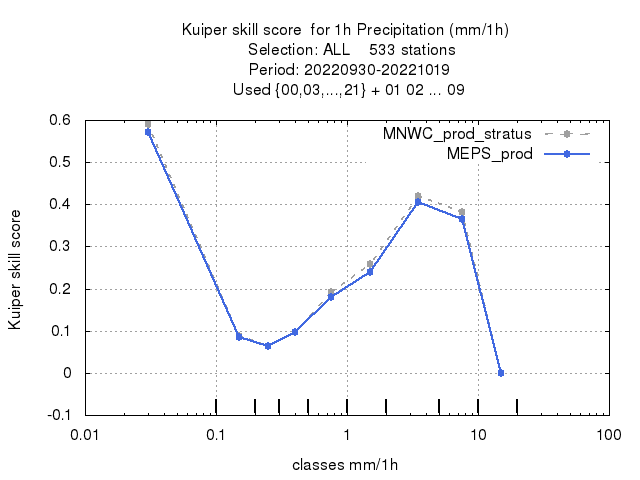 Kuiper skill score  for 1h Precipitation (mm/1h)
Selection: ALL    533 stations
Period: 20220930-20221019
Used {00,03,...,21} + 01 02 ... 09
MNWC_prod_stratus
MEPS_prod
Kuiper skill score
0.6
0.5
0.4
0.3
0.2
0.1
0
-0.1
0.01
0.1
1
10
100
classes mm/1h